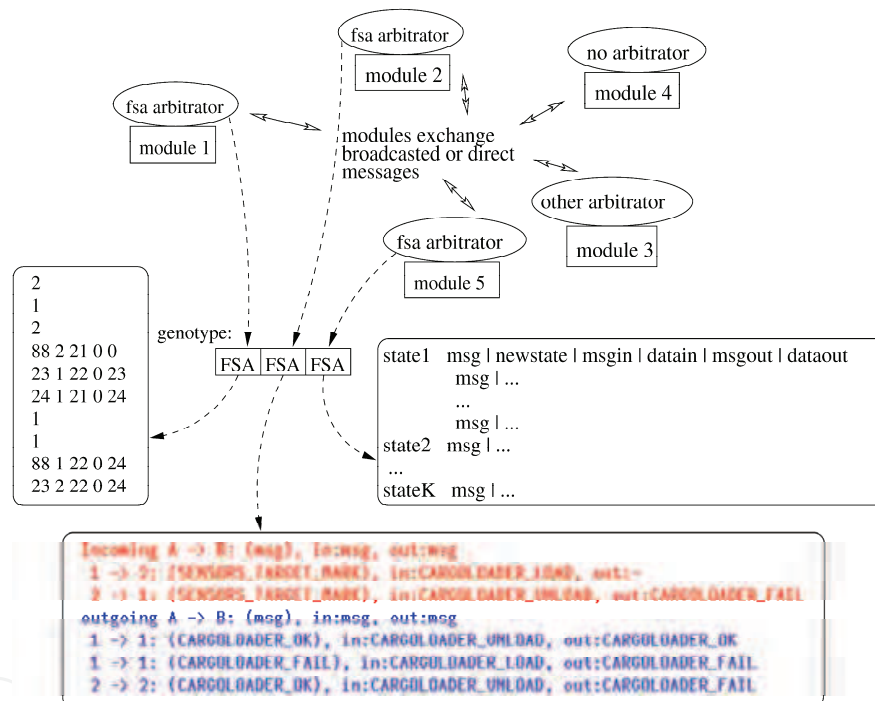 fsa arbitrator
module 2
no arbitrator
module 4
fsa arbitrator
module 1
modules exchange
broadcasted or direct
messages
other arbitrator
module 3
fsa arbitrator
module 5
2
1
2
88 2 21 0 0
23 1 22 0 23
24 1 21 0 24
1
1
88 1 22 0 24
23 2 22 0 24
genotype:
FSA FSA FSA
state1 msg | newstate | msgin | datain | msgout | dataout
msg | ...
...
msg | ...
state2 msg | ...
...
stateK msg | ...
Incoming A -> B: (msg), in:msg, out:msg
1 -> 2: (SENSORS_TARGET_MARK), in:CARGOLOADER_LOAD, out:-
2 -> 1: (SENSORS_TARGET_MARK), in:CARGOLOADER_UNLOAD, out:CARGOLOADER_FAIL
outgoing A -> B: (msg), in:msg, out:msg
1 -> 1: (CARGOLOADER_OK), in:CARGOLOADER_UNLOAD, out:CARGOLOADER_OK
1 -> 1: (CARGOLOADER_FAIL), in:CARGOLOADER_LOAD, out:CARGOLOADER_FAIL
2 -> 2: (CARGOLOADER_OK), in:CARGOLOADER_UNLOAD, out:CARGOLOADER_FAIL